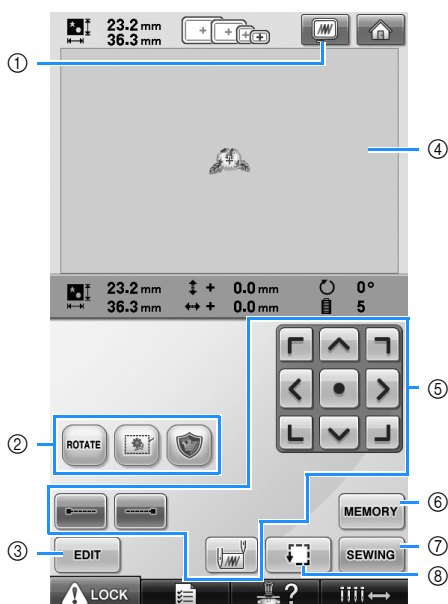 23.2 mm
36.3 mm
①
④
23.2 mm + 0.0 mm 0°
36.3 mm + 0.0 mm 5
⑤
② ROTATE
MEMORY ⑥
③ EDIT SEWING ⑦
⑧
LOCK ?